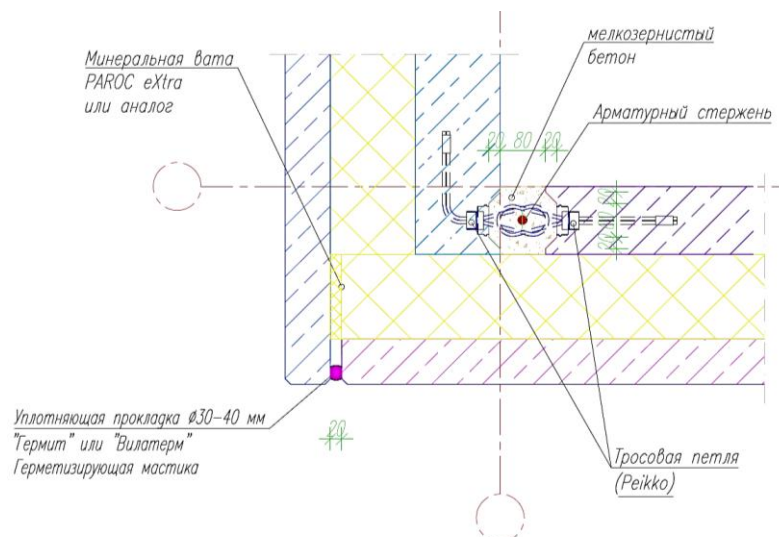 Минеральная вата
PAROC eXtra
или аналог
мелкозернистый
бетон
Арматурный стержень
20 80 20
Уплотняющая прокладка ø30-40 мм
"Гермит" или "Вилатерм"
Герметизирующая мастика
20
Тросовая петля
(Peikko)